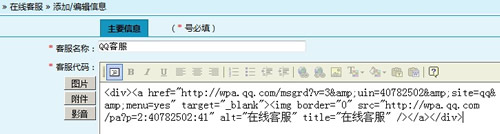 » 在线客服 » 添加/编辑信息
主要信息 （ * 号必填 ）
* 客服名称： QQ客服
* 客服代码：
图片
附件
影音
<div><a href="http://wpa.qq.com/msgrd?v=3&amp;uin=40782502&amp;site=qq&
amp;menu=yes" target="_blank"><img border="0" src="http://wpa.qq.com
/pa?p=2:40782502:41" alt="在线客服" title="在线客服" /></a></div>